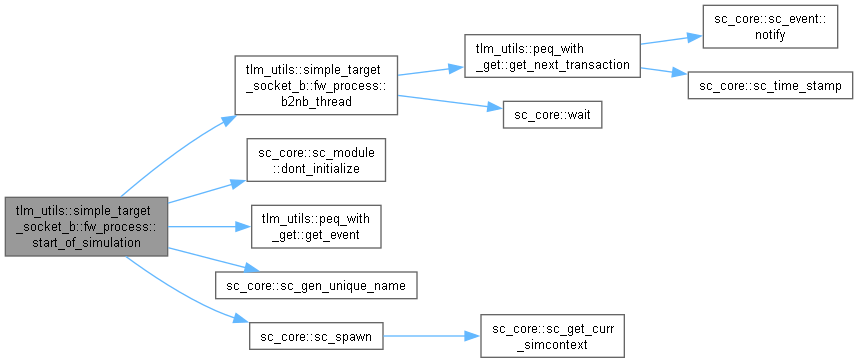 tlm_utils::simple_target
_socket_b::fw_process::
start_of_simulation
tlm_utils::simple_target
_socket_b::fw_process::
b2nb_thread
tlm_utils::peq_with
_get::get_next_transaction
sc_core::sc_event::
notify
sc_core::sc_time_stamp
sc_core::wait
sc_core::sc_module
::dont_initialize
tlm_utils::peq_with
_get::get_event
sc_core::sc_gen_unique_name
sc_core::sc_spawn
sc_core::sc_get_curr
_simcontext